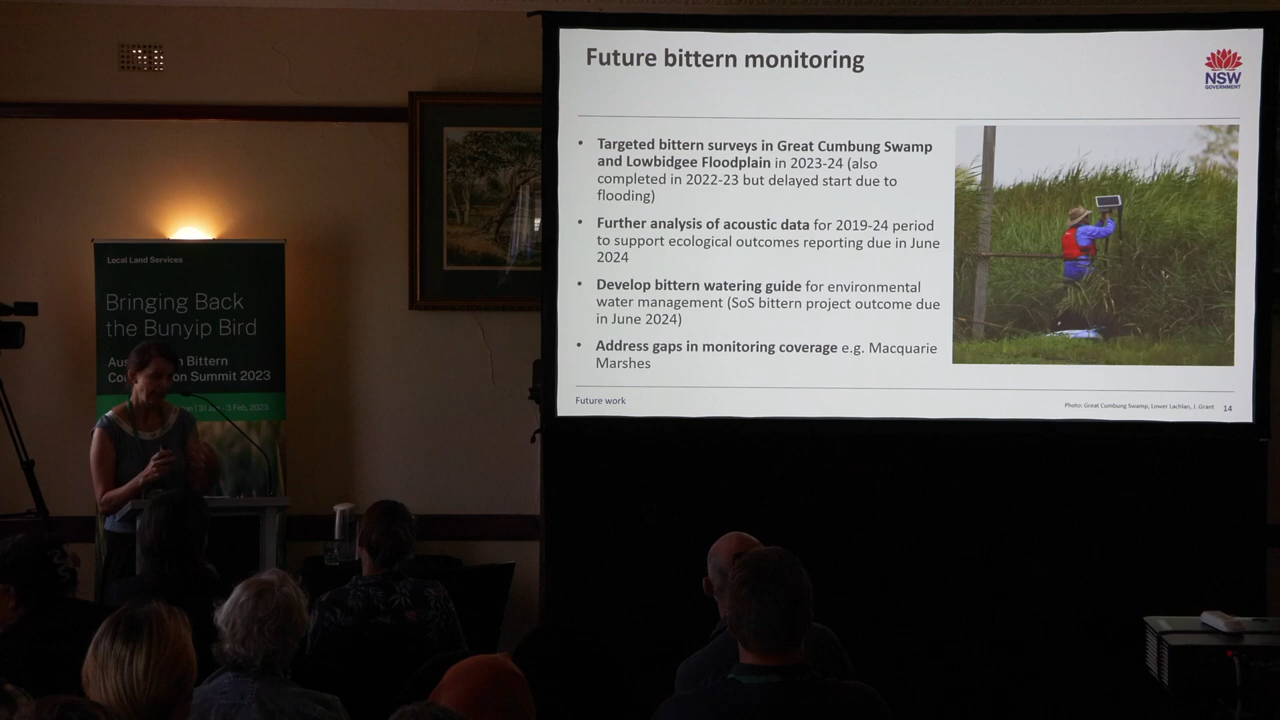 Future bittern monitoring
NSW
GOVERNMENT
• Targeted bittern surveys in Great Cumbung Swamp
and Lowbidgee Floodplain in 2023-24 (also
completed in 2022-23 but delayed start due to
flooding)
• Further analysis of acoustic data for 2019-24 period
to support ecological outcomes reporting due in June
2024
• Develop bittern watering guide for environmental
water management (SoS bittern project outcome due
in June 2024)
• Address gaps in monitoring coverage e.g. Macquarie
Marshes
Future work
Photo: Great Cumbung Swamp, Lower Lachlan, J. Grant
14
Local Land Services
Bringing Back
the Bunyip Bird
Bittern
Summit 2023
3 Feb, 2023